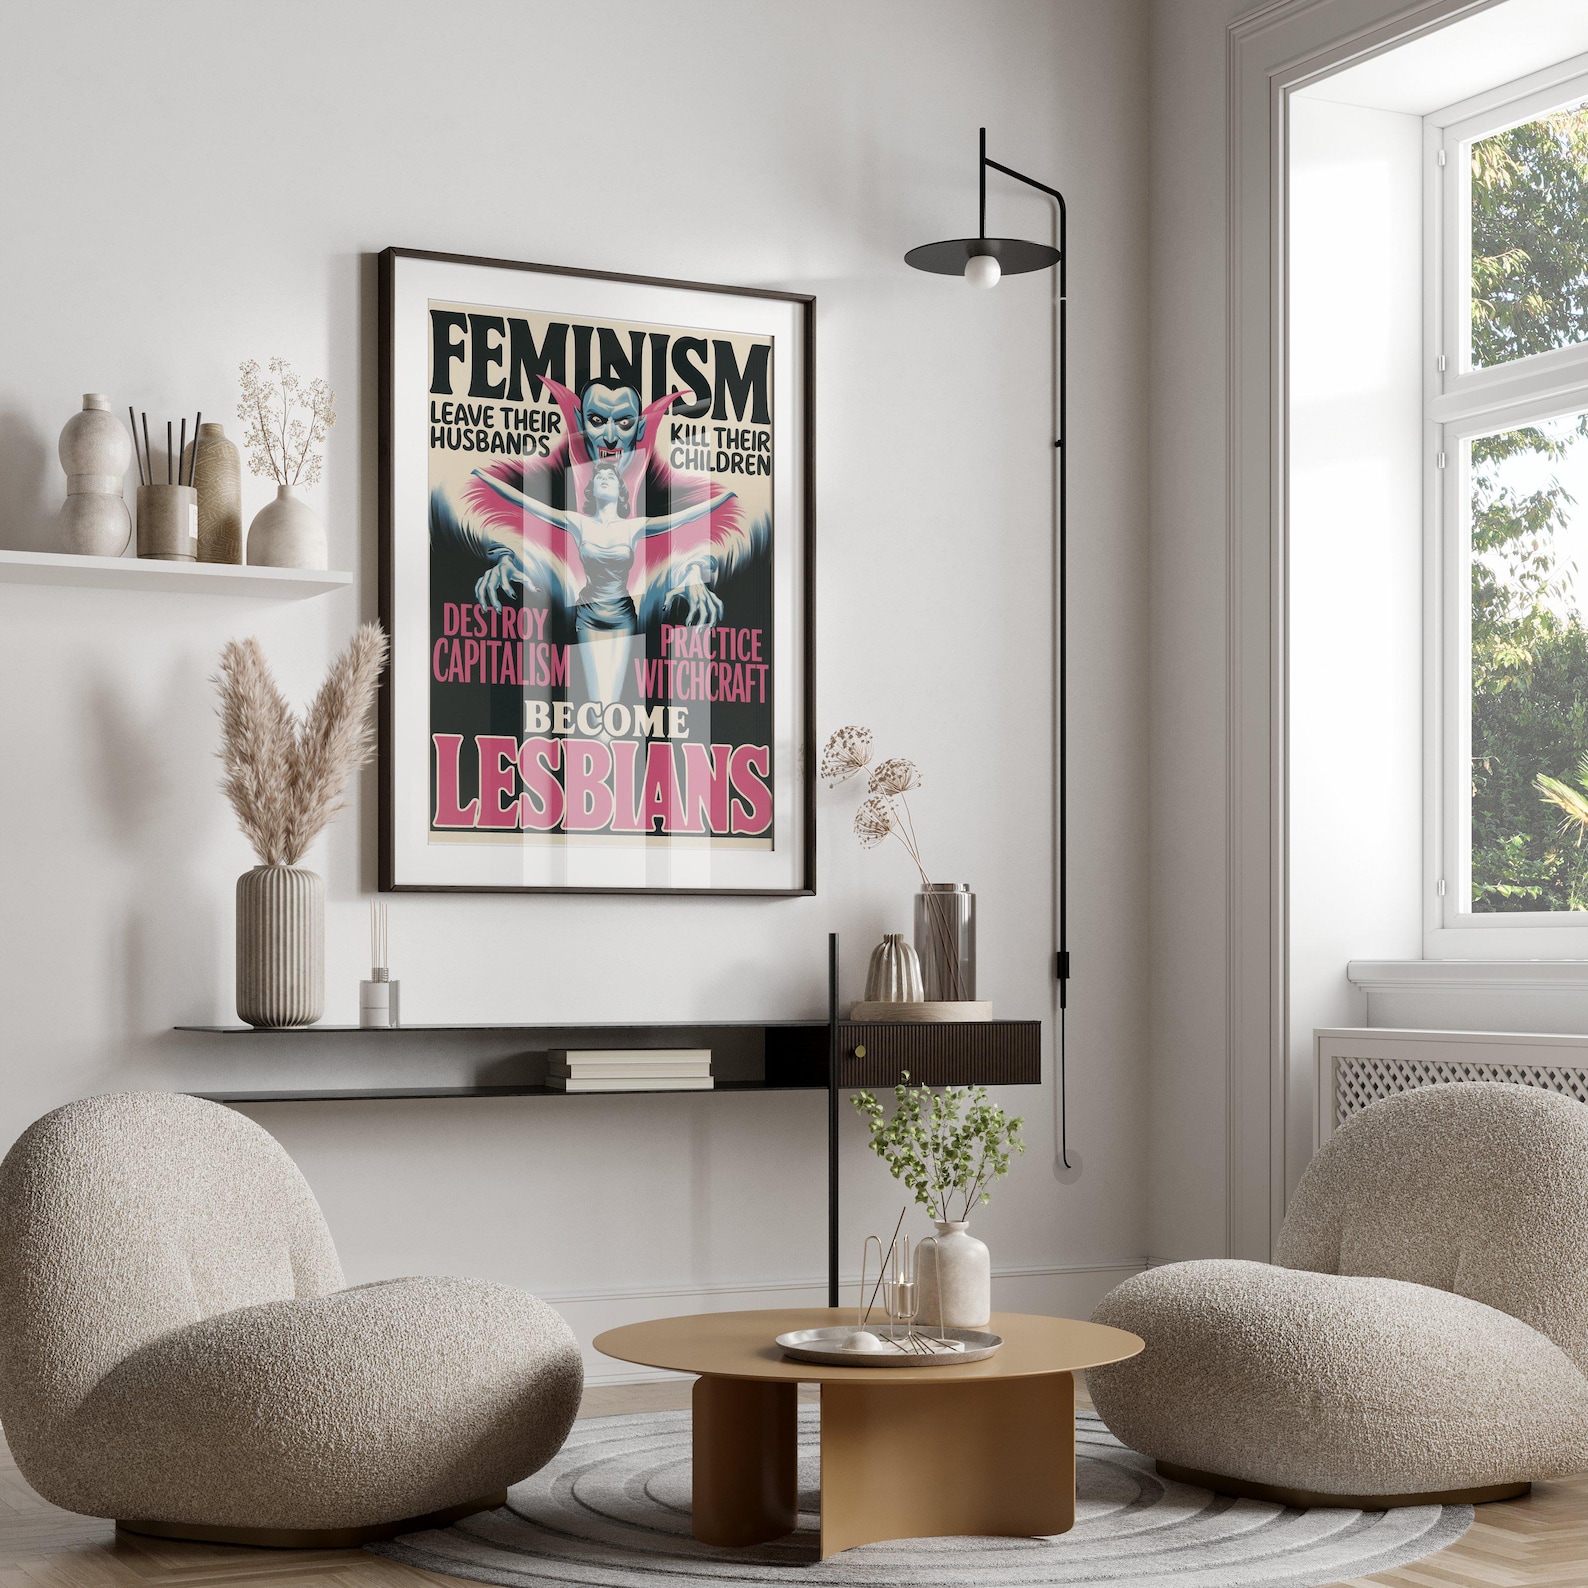 FEMINISM
LEAVE THEIR
HUSBANDS
KILL THEIR
CHILDREN
DESTROY
CAPITALISM
PRACTICE
WITCHCRAFT
BECOME
LESBIANS